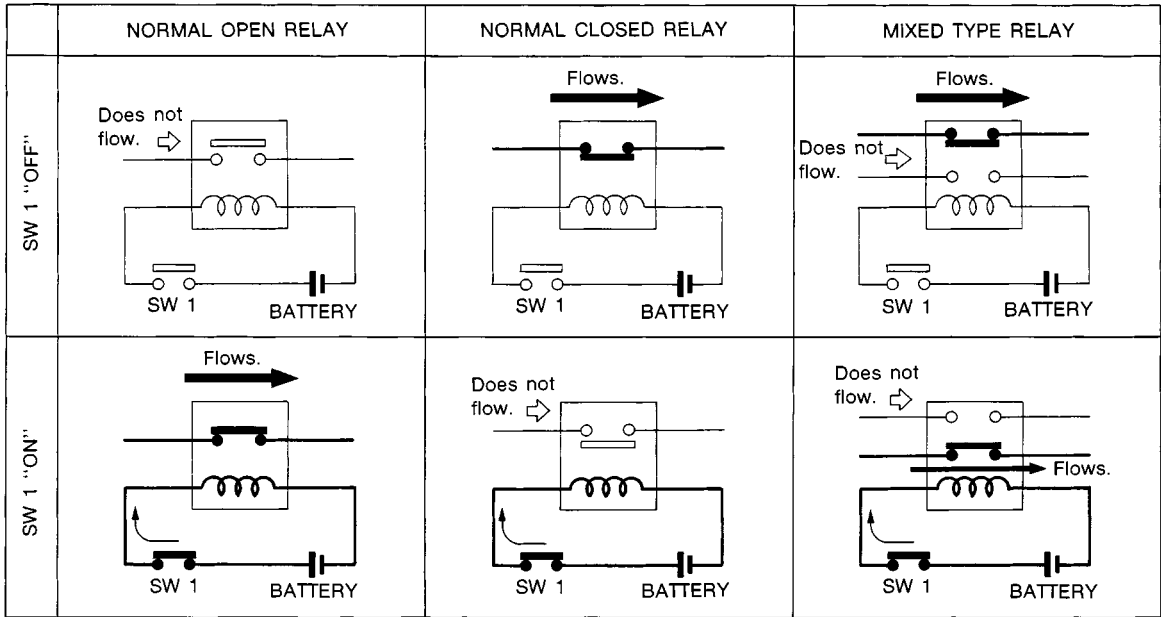 NORMAL OPEN RELAY
NORMAL CLOSED RELAY
MIXED TYPE RELAY
SW 1 "OFF"
Does not
flow.
SW 1
BATTERY
Flows.
SW 1
BATTERY
Flows.
Does not
flow.
SW 1
BATTERY
SW 1 "ON"
Flows.
SW 1
BATTERY
Does not
flow.
SW 1
BATTERY
Does not
flow.
Flows.
SW 1
BATTERY